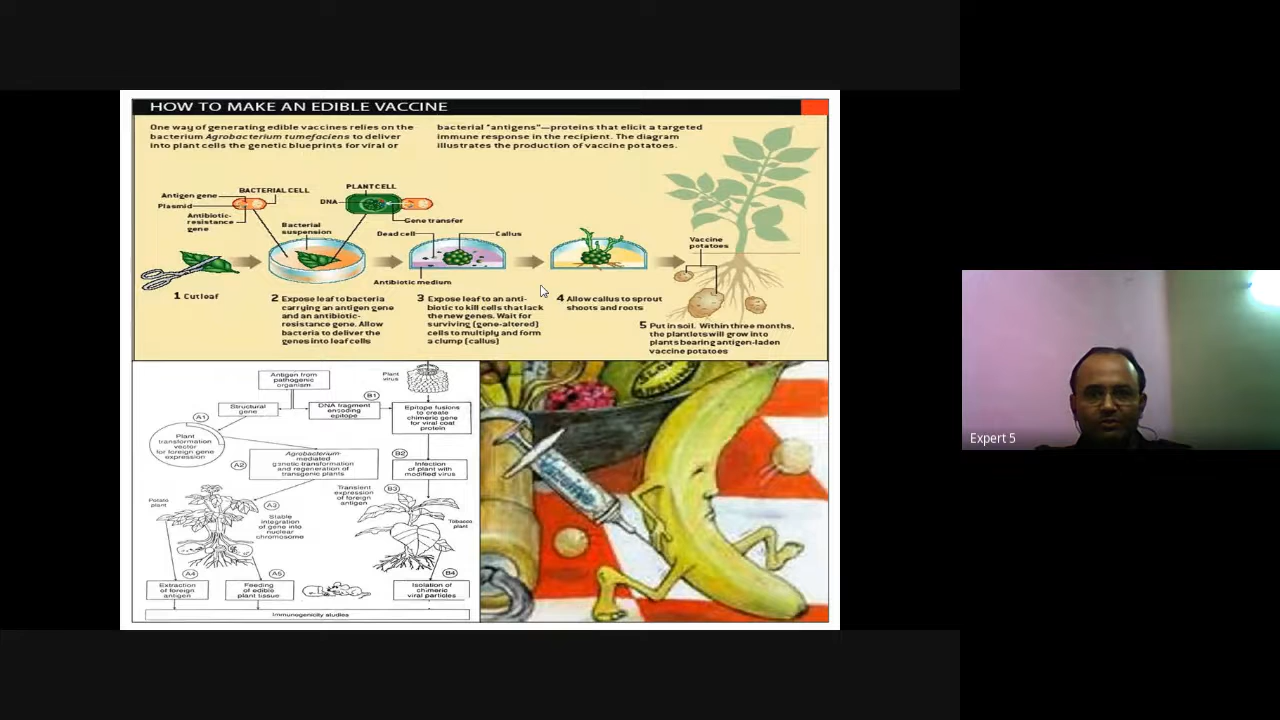 HOW TO MAKE AN EDIBLE VACCINE
One way of generating edible vaccines relies on the
bacterium Agrobacterium tumefaciens to deliver
into plant cells the genetic blueprints for viral or
bacterial "antigens"—proteins that elicit a targeted
immune response in the recipient. The diagram
illustrates the production of vaccine potatoes.
Antigen gene
BACTERIAL CELL
Plasmid
Antibiotic-
resistance
gene
Bacterial
suspension
PLANT CELL
DNA
Gene transfer
Dead cell
Callus
Antibiotic medium
Vaccine
potatoes
1 Cut leaf
2 Expose leaf to bacteria
carrying an antigen gene
and an antibiotic-
resistance gene. Allow
bacteria to deliver the
genes into leaf cells
3 Expose leaf to an anti-
biotic to kill cells that lack
the new genes. Wait for
surviving (gene-altered)
cells to multiply and form
a clump (callus)
4 Allow callus to sprout
shoots and roots
5 Put in soil. Within three months,
the plantlets will grow into
plants bearing antigen-laden
vaccine potatoes
Antigen from
pathogenic
organism
Plant
virus
Structural
gene
DNA fragment
encoding
epitope
B1
Epitope fusions
to create
chimeric gene
for viral coat
protein
A1
Plant
transformation
vector
for foreign gene
expression
A2
Agrobacterium-
mediated
genetic transformation
and regeneration of
transgenic plants
B2
Infection
of plant with
modified virus
Potato
plant
A3
Stable
integration
of gene into
nuclear
chromosome
Transient
expression
of foreign
antigen
B3
Tobacco
plant
A4
Extraction
of foreign
antigen
A5
Feeding
of edible
plant tissue
B4
Isolation of
chimeric
viral particles
Immunogenicity studies
Expert 5